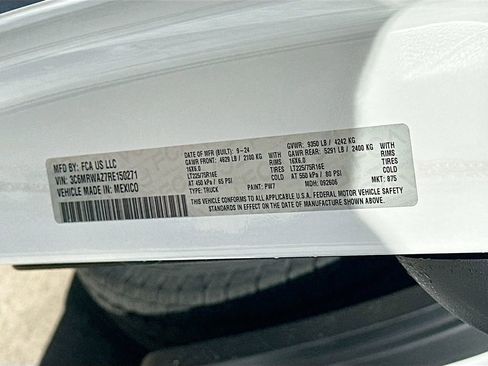 MFD BY: FCA US LLC
VIN: 3C6MRWAZ7RE150271
VEHICLE MADE IN: MEXICO
DATE OF MFR (BUILT): 9-24
GAWR FRONT: 4629 LB / 2100 KG
WITH 16X6.0 RIMS
LT225/75R16E TIRES
AT 450 kPa / 65 PSI COLD
TYPE: TRUCK
PAINT: PW7
GVWR: 9350 LB / 4242 KG
GAWR REAR: 5291 LB / 2400 KG
16X6.0 RIMS WITH
LT225/75R16E TIRES
AT 550 kPa / 80 PSI COLD
MDH: 092606
MKT: 875
THIS VEHICLE CONFORMS TO ALL APPLICABLE U.S.A. FEDERAL MOTOR VEHICLE SAFETY
STANDARDS IN EFFECT ON THE DATE OF MANUFACTURE SHOWN ABOVE.